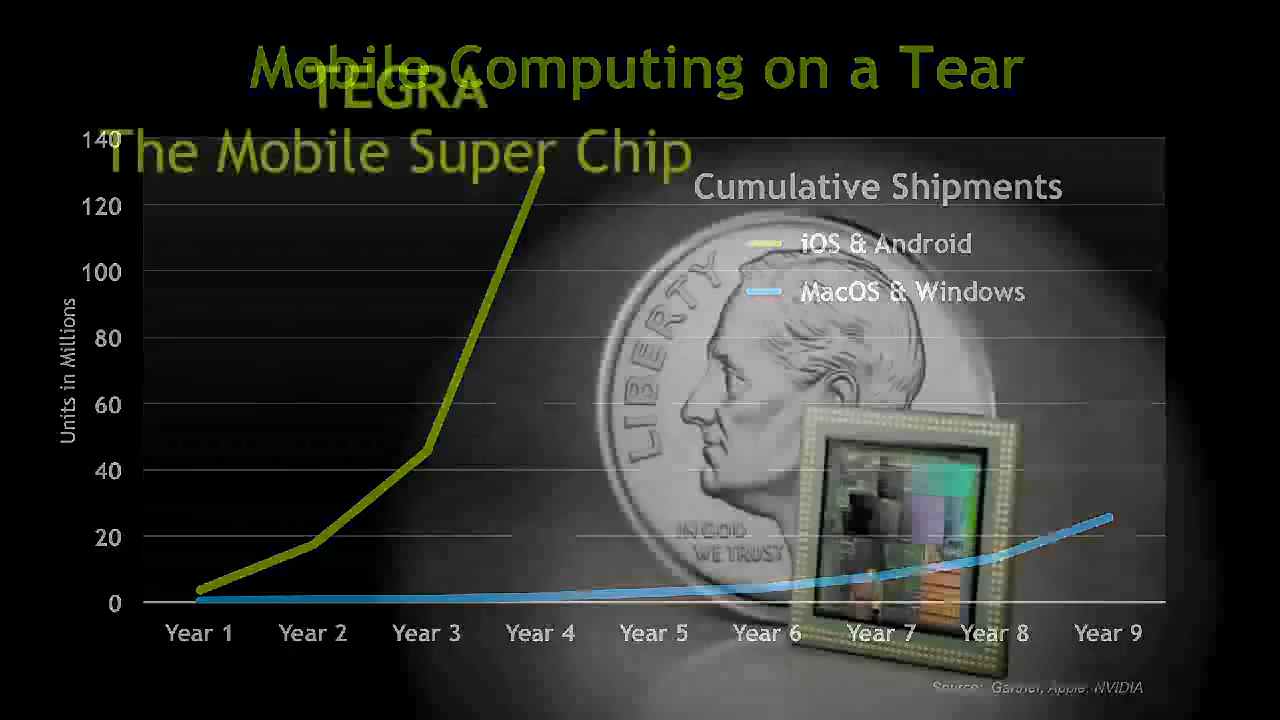 Mobile Computing on a Tear
TEGRA
The Mobile Super Chip
Cumulative Shipments
iOS & Android
MacOS & Windows
Units in Millions
140
120
100
80
60
40
20
0
LIBERTY
IN GOD
WE TRUST
Year 1 Year 2 Year 3 Year 4 Year 5 Year 6 Year 7 Year 8 Year 9
Source: Gartner, Apple, NVIDIA